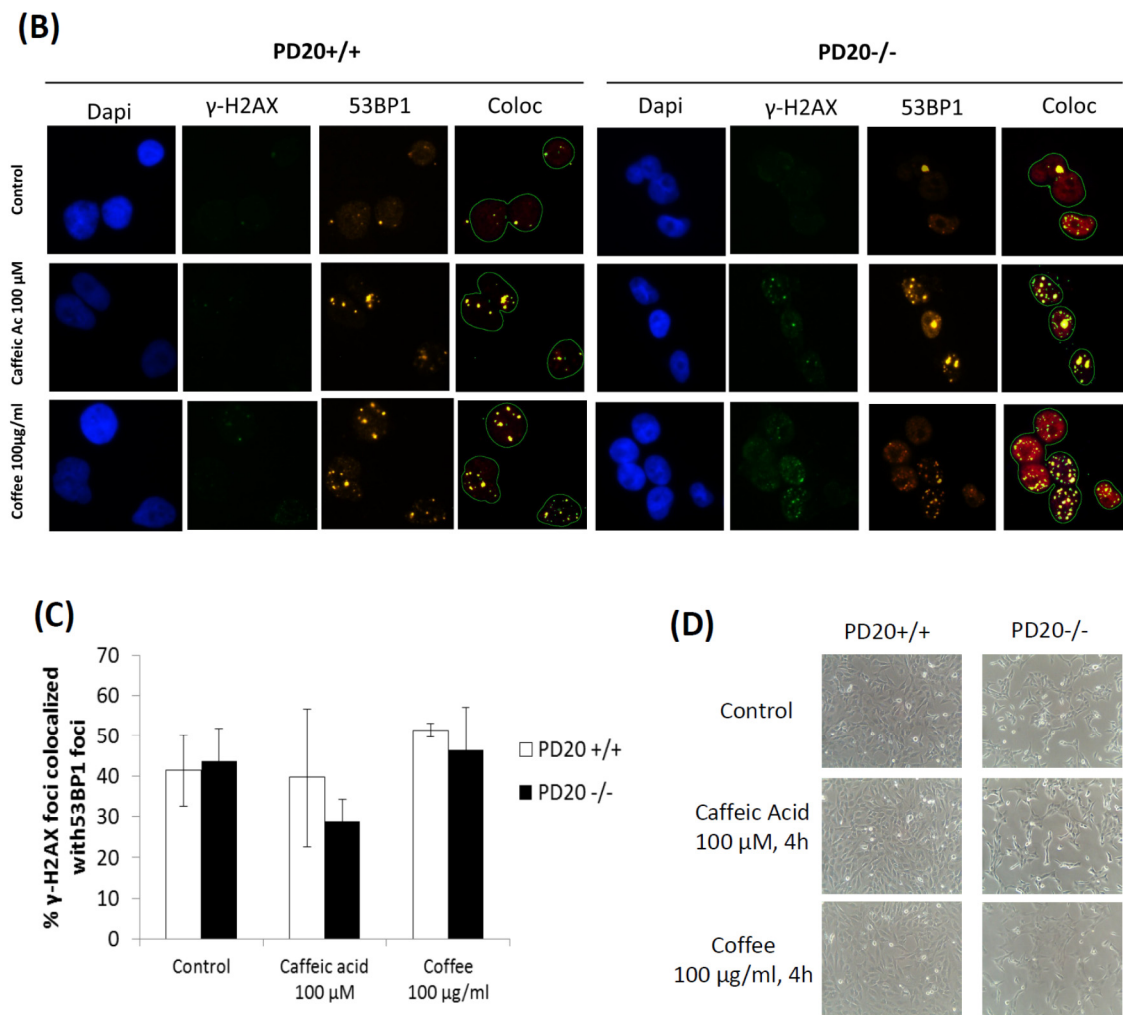 (B)
PD20+/+
PD20-/-
Dapi
γ-H2AX
53BP1
Coloc
Dapi
γ-H2AX
53BP1
Coloc
Control
Caffeic Ac 100 μM
Coffee 100μg/ml
(C)
% γ-H2AX foci colocalized
with53BP1 foci
70
60
50
40
30
20
10
0
Control
Caffeic acid
100 μM
Coffee
100 μg/ml
PD20 +/+
PD20 -/-
(D)
PD20+/+
PD20-/-
Control
Caffeic Acid
100 μM, 4h
Coffee
100 μg/ml, 4h